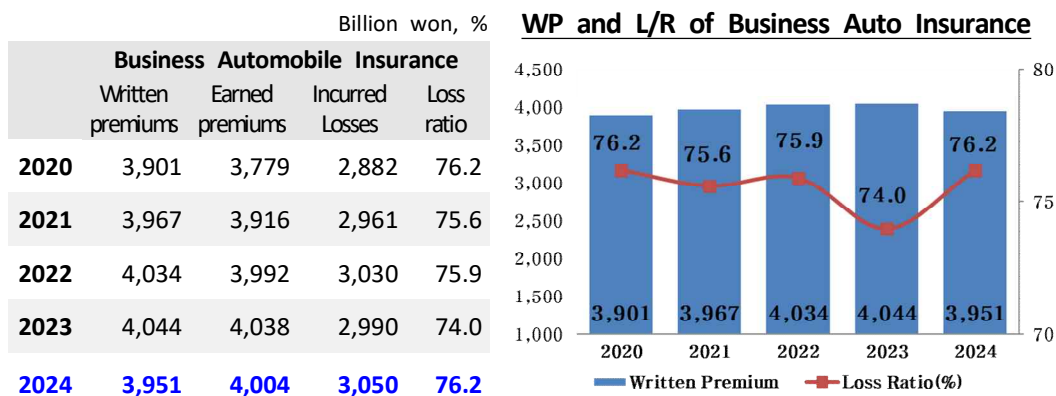 Billion won, %
Business Automobile Insurance
Written premiums Earned premiums Incurred Losses Loss ratio
2020 3,901 3,779 2,882 76.2
2021 3,967 3,916 2,961 75.6
2022 4,034 3,992 3,030 75.9
2023 4,044 4,038 2,990 74.0
2024 3,951 4,004 3,050 76.2
WP and L/R of Business Auto Insurance
4,500 80
4,000
76.2 75.6 75.9 76.2
3,500
74.0
3,000
75
2,500
2,000
1,500
3,901 3,967 4,034 4,044 3,951
1,000 70
2020 2021 2022 2023 2024
Written Premium Loss Ratio(%)